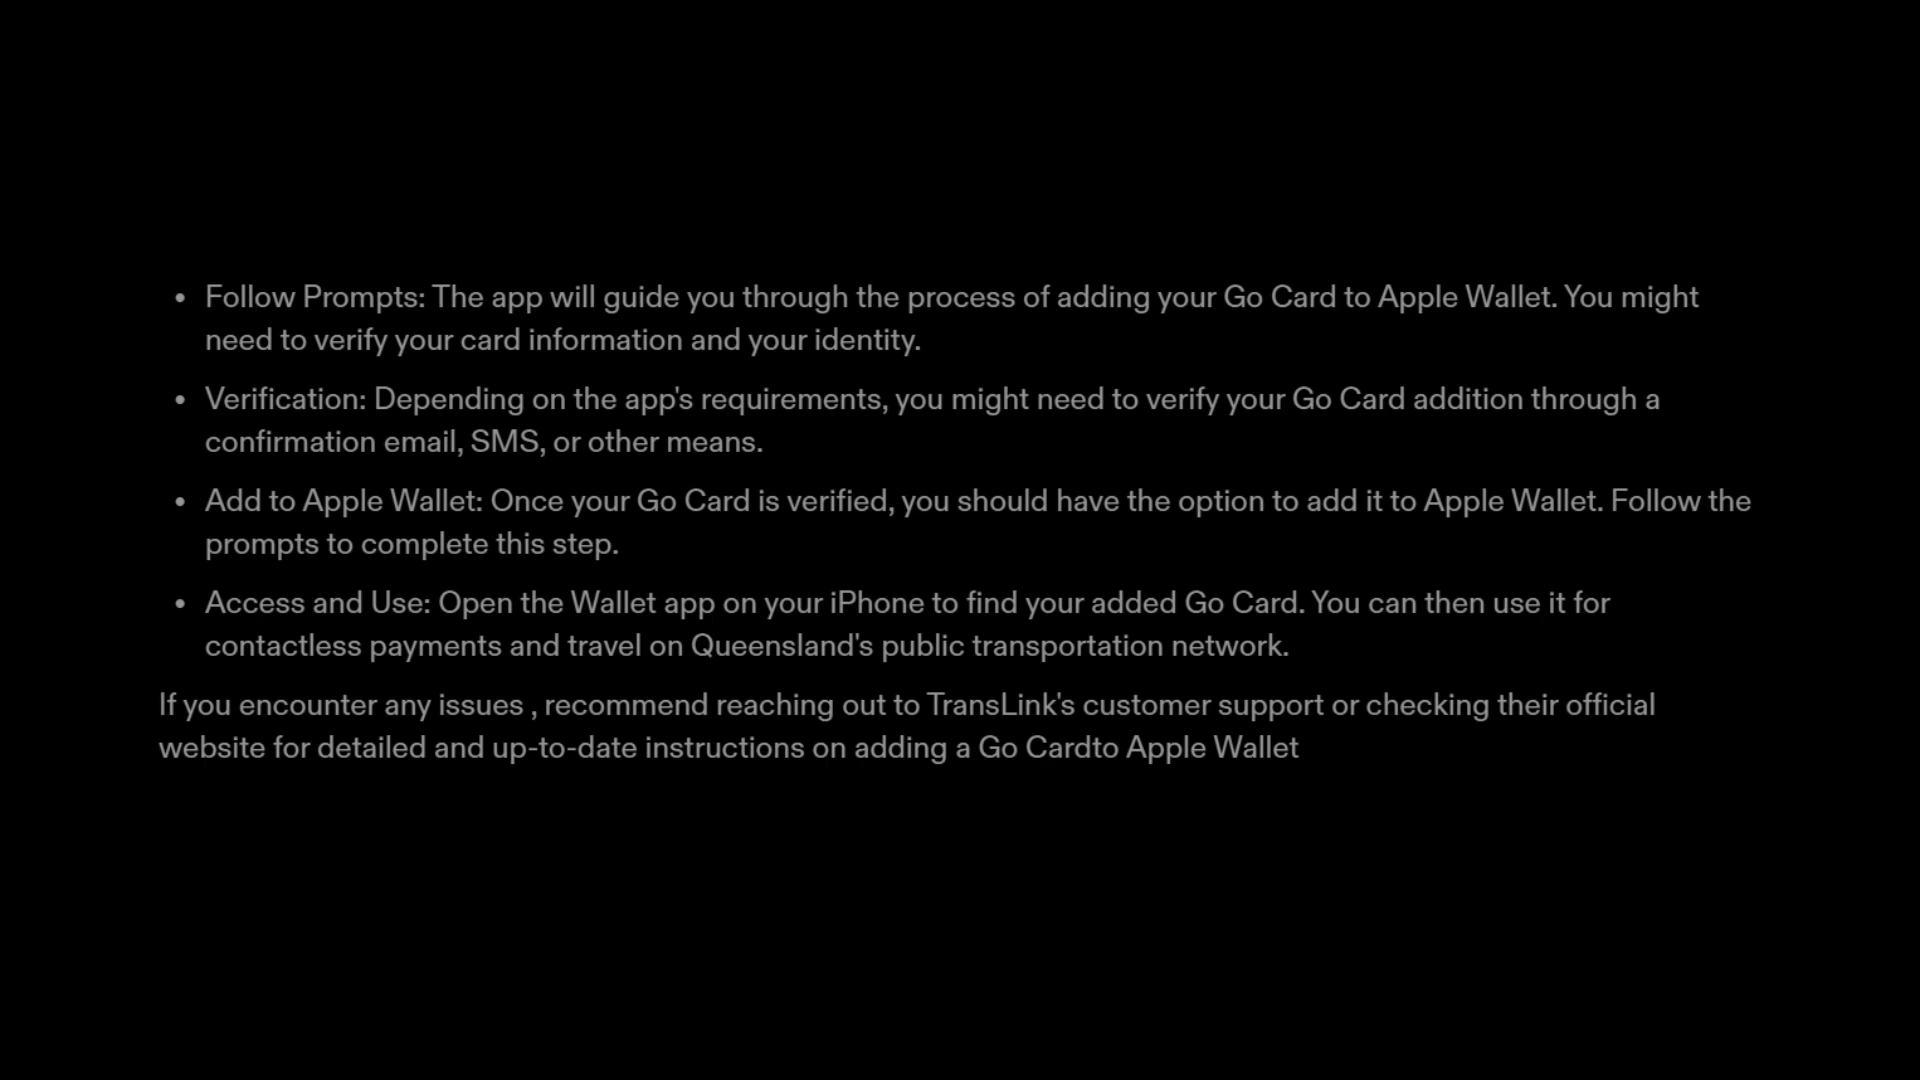 • Follow Prompts: The app will guide you through the process of adding your Go Card to Apple Wallet. You might
need to verify your card information and your identity.
• Verification: Depending on the app's requirements, you might need to verify your Go Card addition through a
confirmation email, SMS, or other means.
• Add to Apple Wallet: Once your Go Card is verified, you should have the option to add it to Apple Wallet. Follow the
prompts to complete this step.
• Access and Use: Open the Wallet app on your iPhone to find your added Go Card. You can then use it for
contactless payments and travel on Queensland's public transportation network.
If you encounter any issues , recommend reaching out to TransLink's customer support or checking their official
website for detailed and up-to-date instructions on adding a Go Cardto Apple Wallet